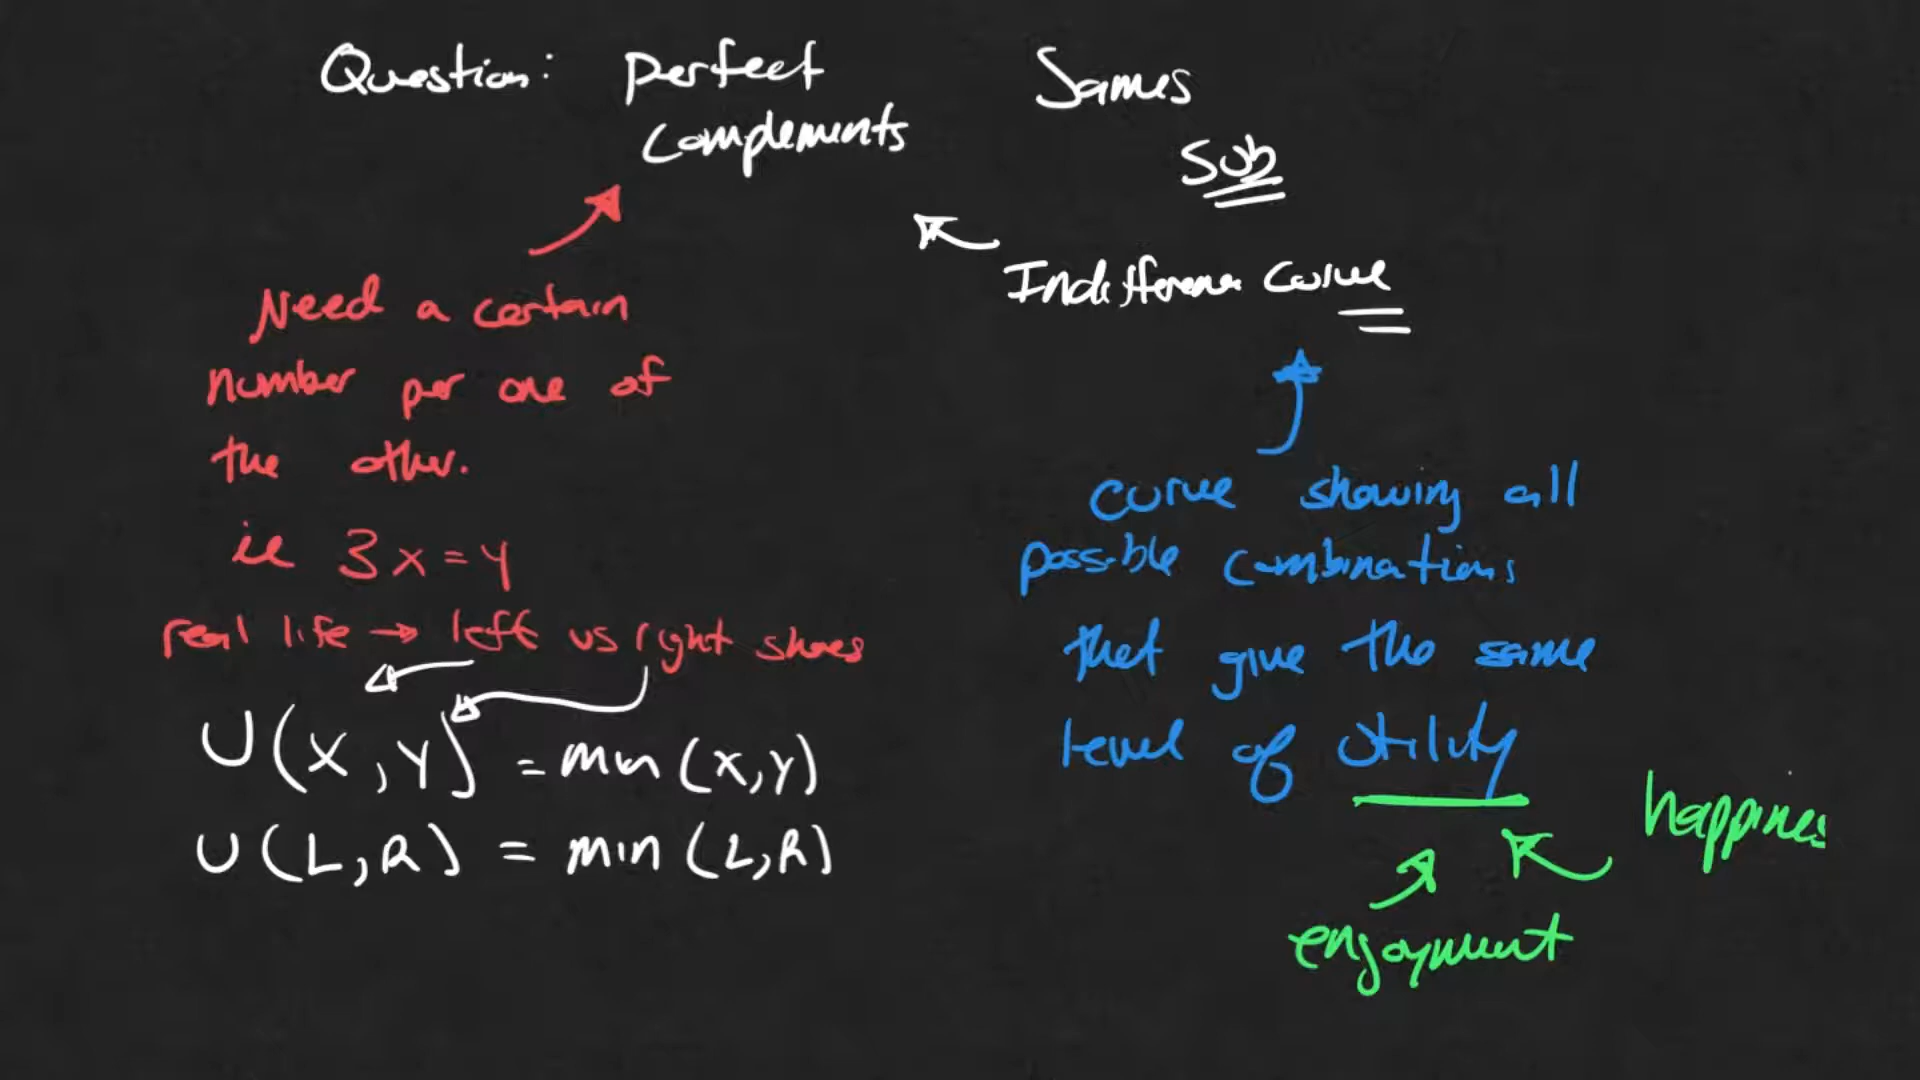 Question: perfect
complements
James
Sub
Indifference curve
Need a certain
number per one of
the other.
ie 3x = y
real life → left vs right shoes
U(X,Y) = min(X,Y)
U(L,R) = min(L,R)
curve showing all
possible combinations
that give the same
level of utility
happines
enjoyment